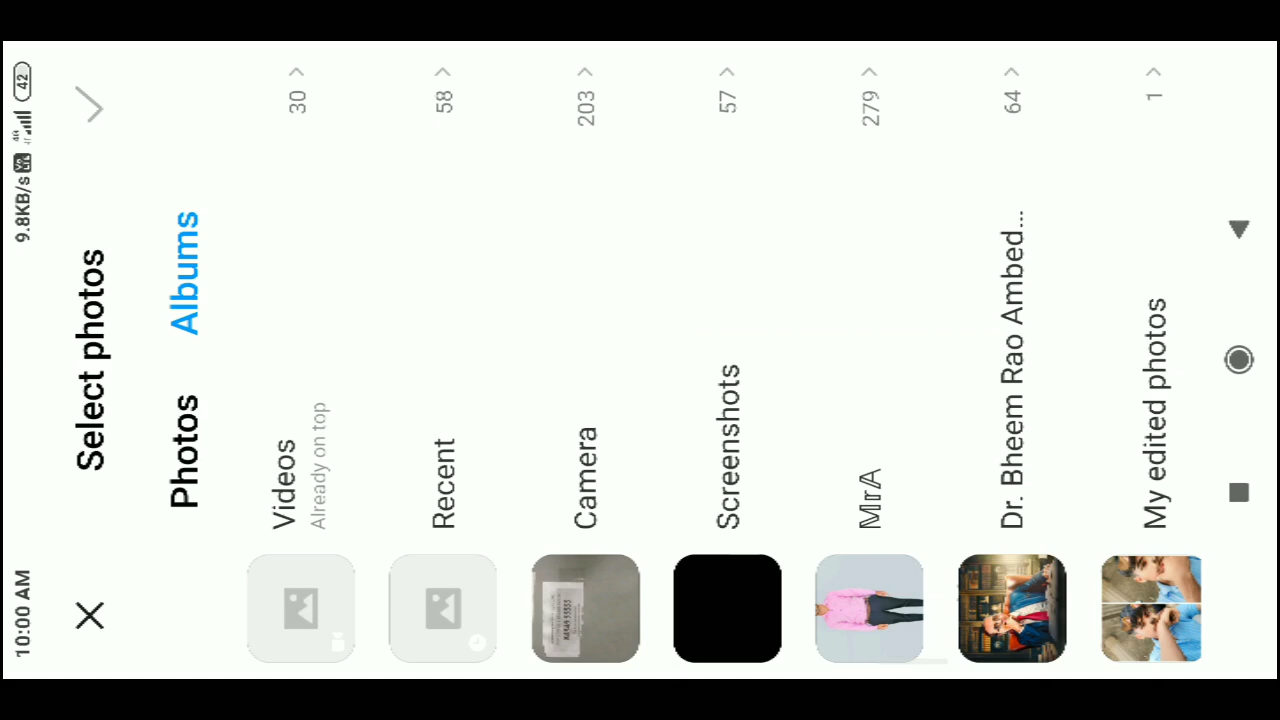 10:00 AM 9.8KB/s 4G 42
Select photos
Photos Albums
Videos 30
Already on top
Recent 58
Camera 203
Screenshots 57
𝕄𝕣𝔸 279
Dr. Bheem Rao Ambed... 64
My edited photos 1